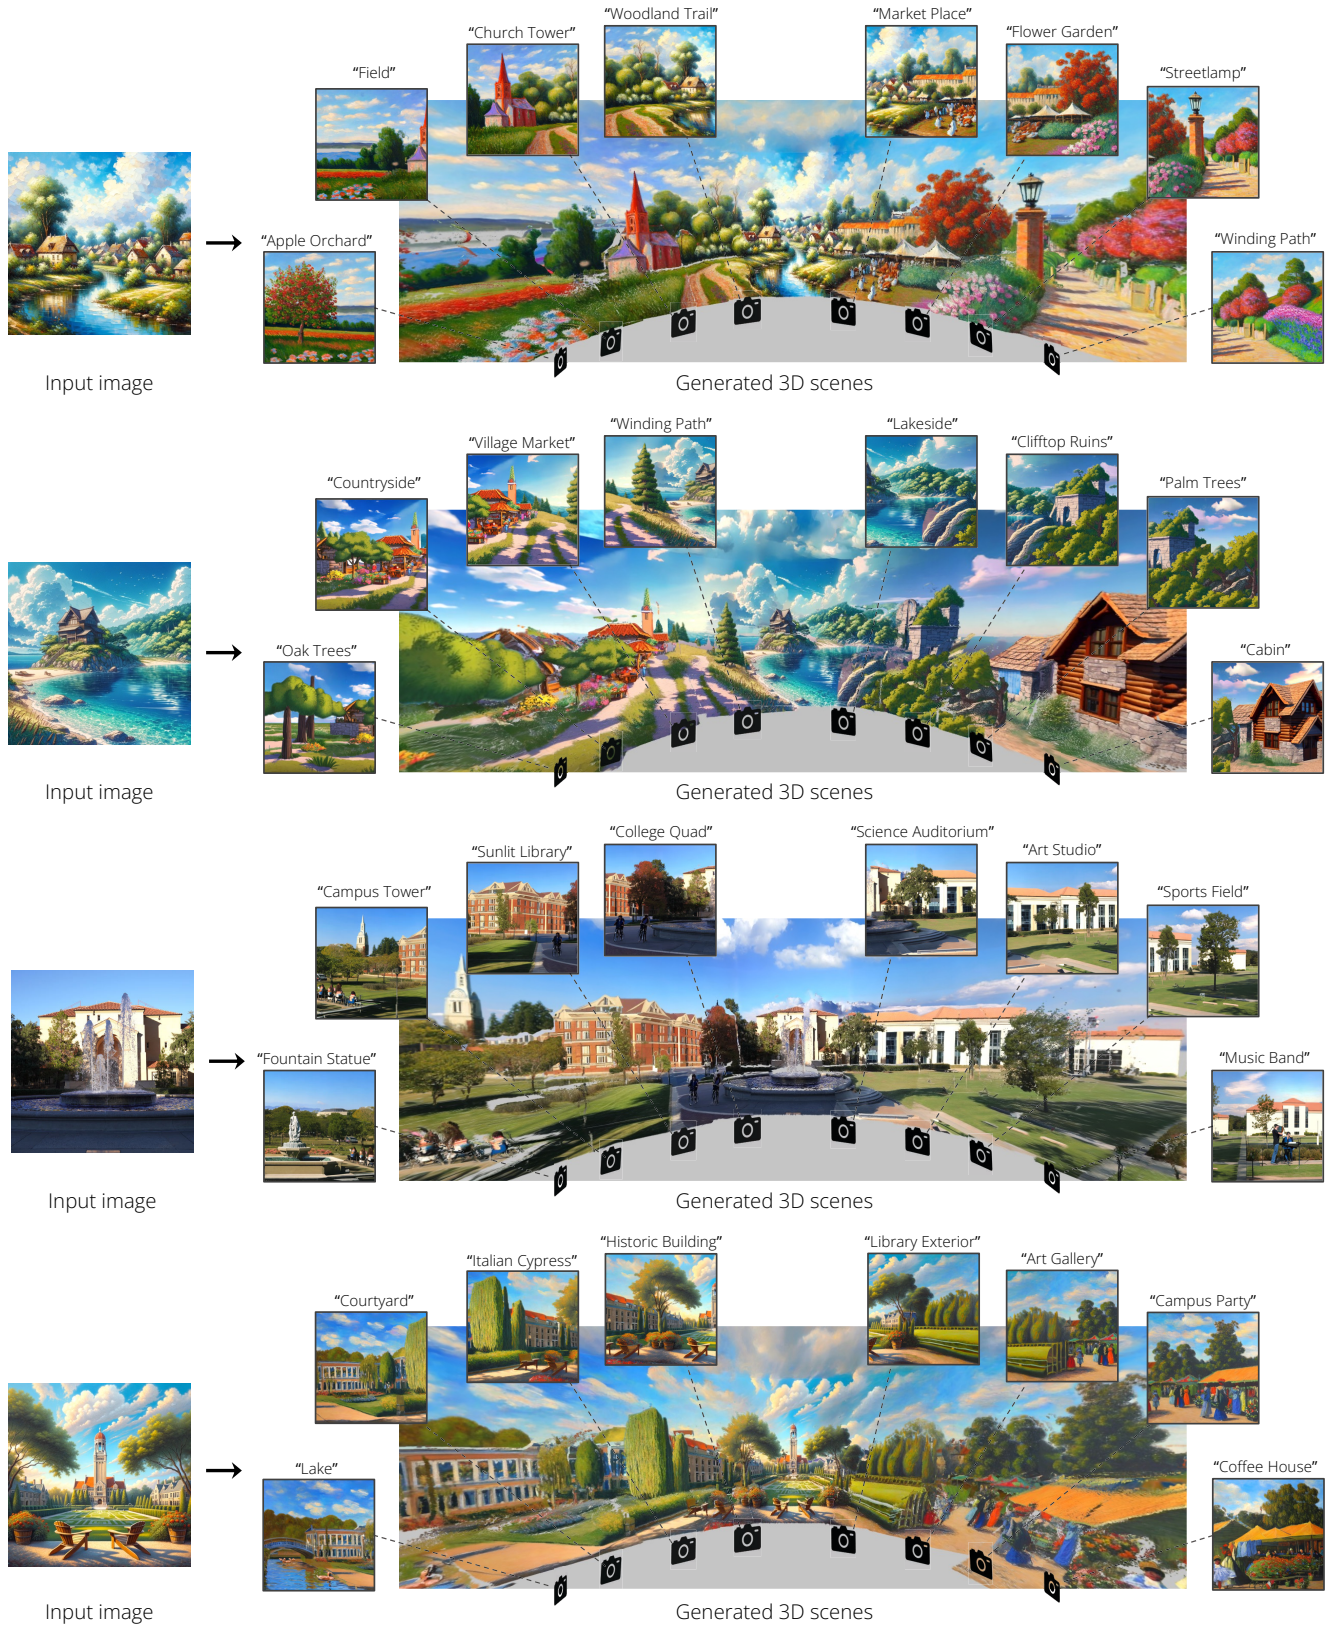 “Woodland Trail”
“Market Place”
“Church Tower”
“Flower Garden”
“Field”
“Streetlamp”
“Apple Orchard”
“Winding Path”
Input image
Generated 3D scenes
“Winding Path”
“Lakeside”
“Village Market”
“Clifftop Ruins”
“Countryside”
“Palm Trees”
“Oak Trees”
“Cabin”
Input image
Generated 3D scenes
“College Quad”
“Science Auditorium”
“Sunlit Library”
“Art Studio”
“Campus Tower”
“Sports Field”
“Fountain Statue”
“Music Band”
Input image
Generated 3D scenes
“Historic Building”
“Library Exterior”
“Italian Cypress”
“Art Gallery”
“Courtyard”
“Campus Party”
“Lake”
“Coffee House”
Input image
Generated 3D scenes